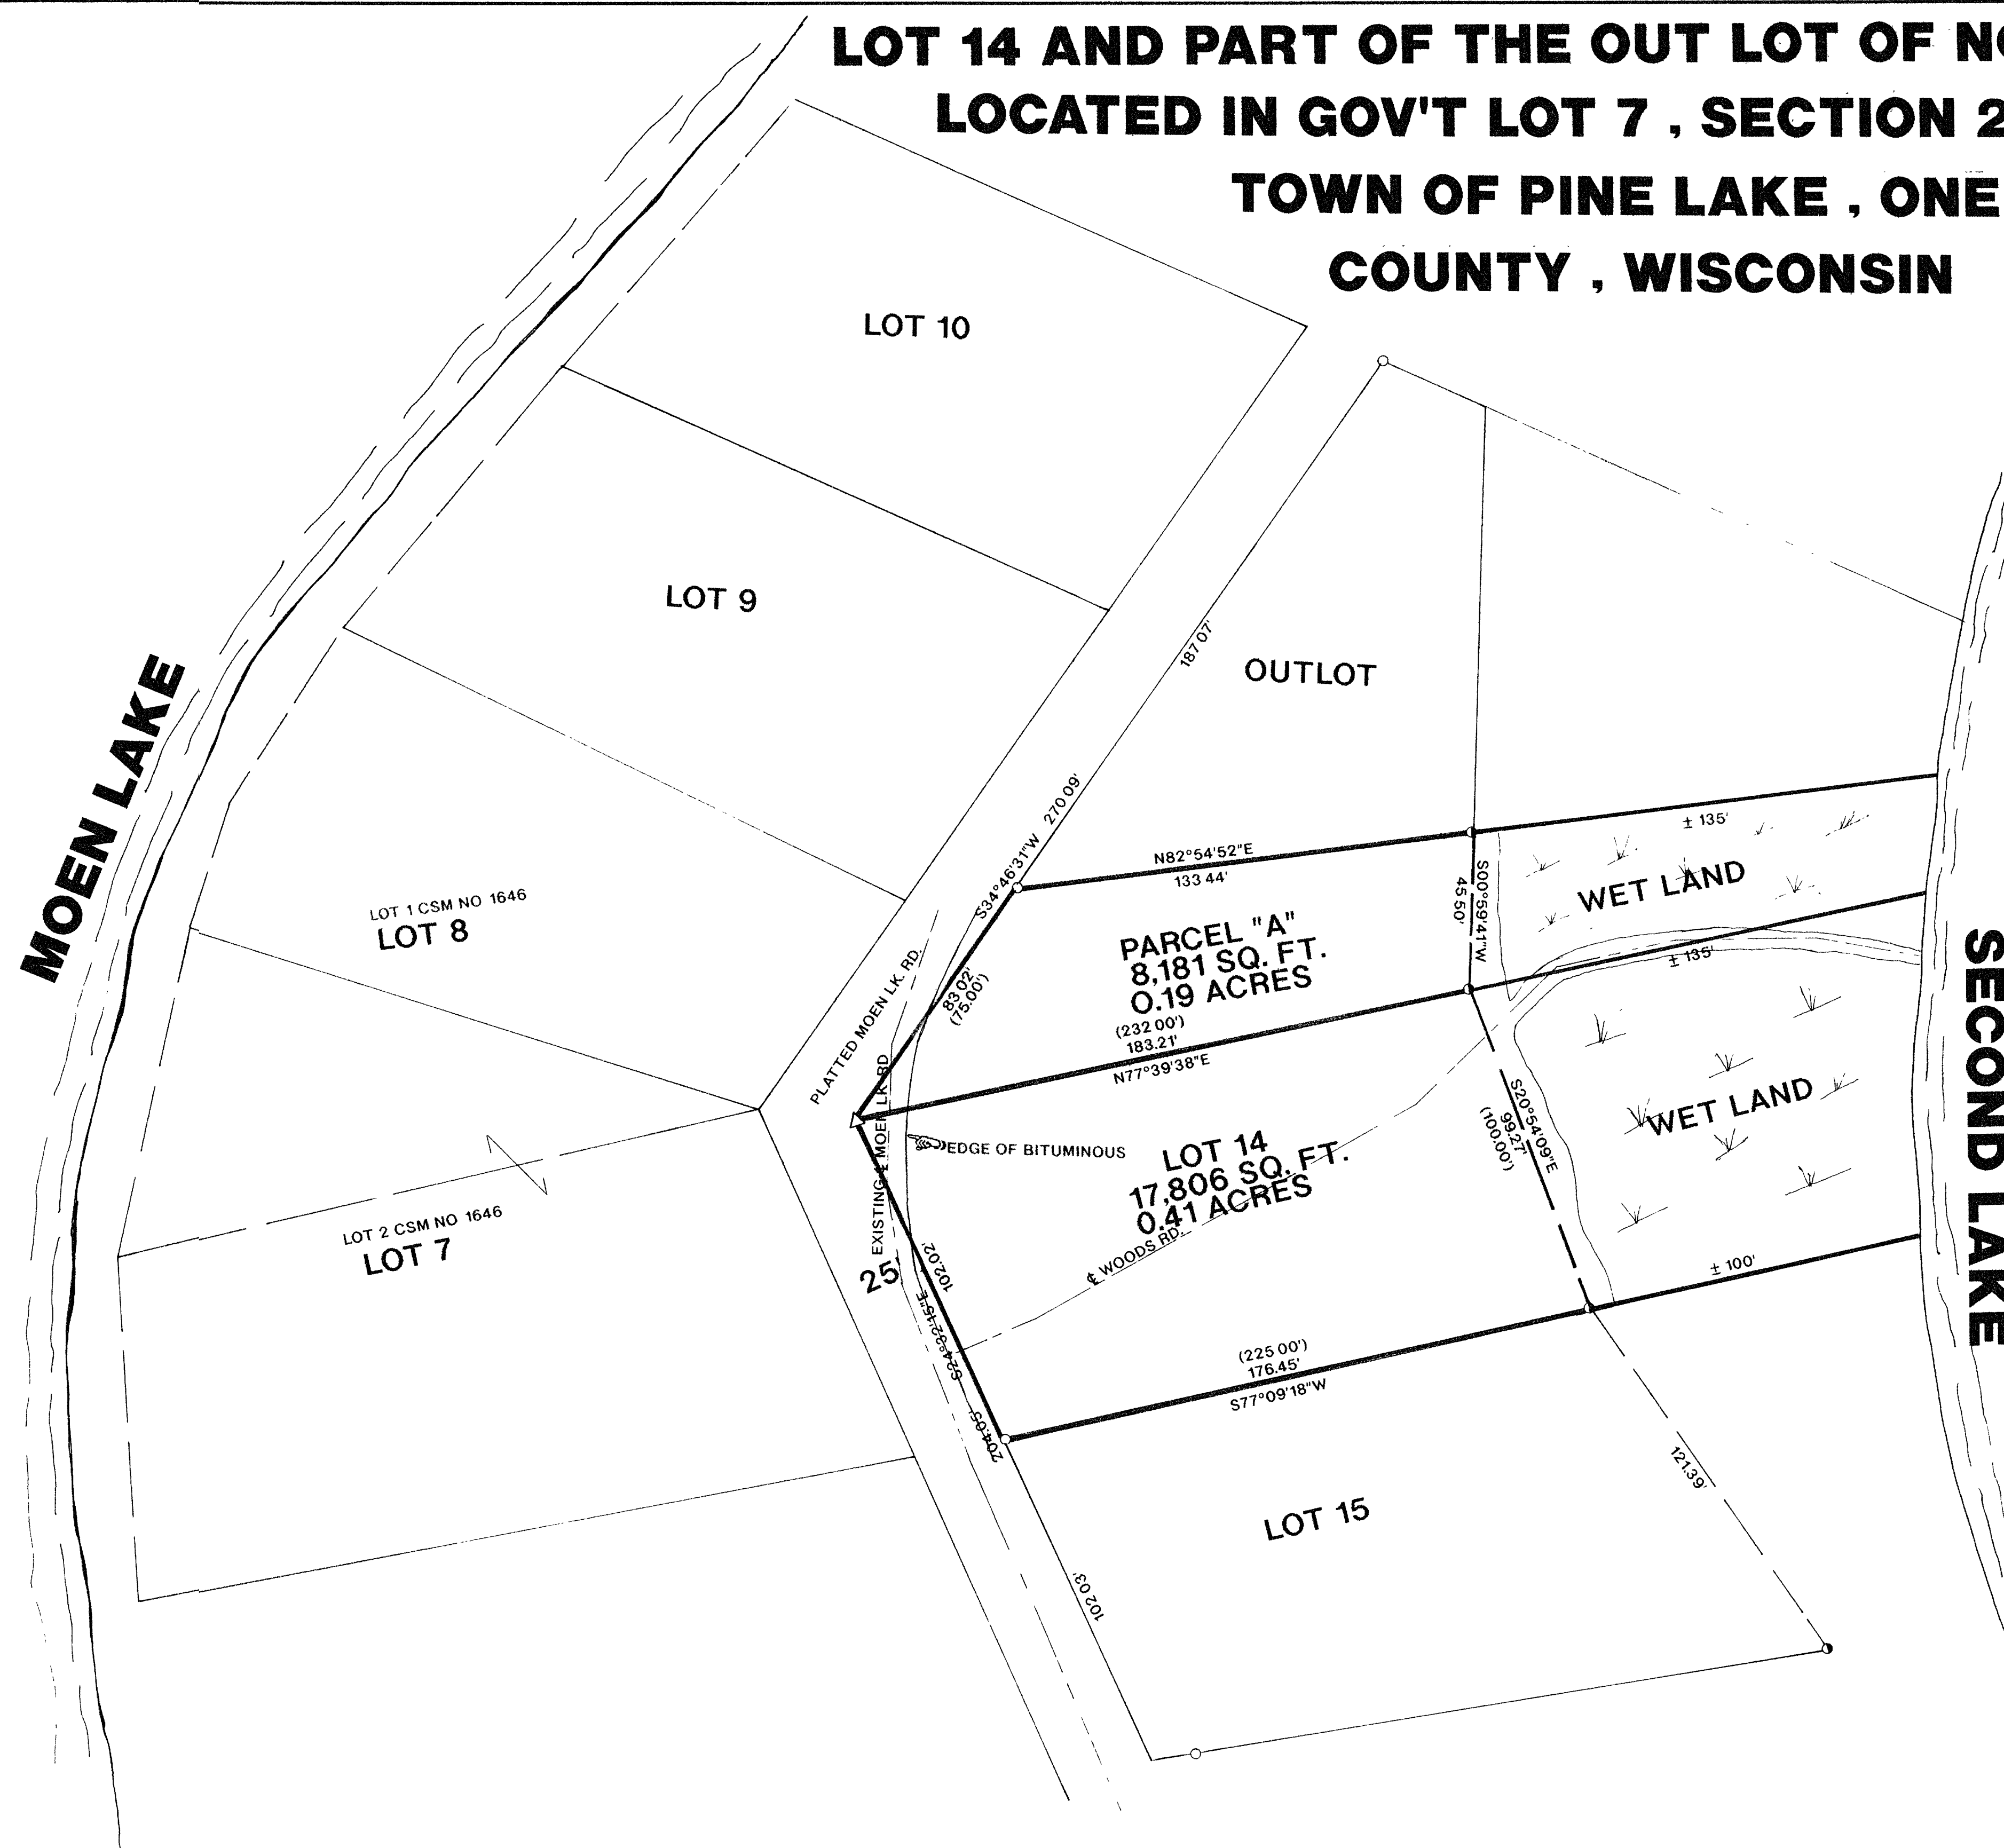 LOT 14 AND PART OF THE OUT LOT OF
LOCATED IN GOV'T LOT 7 , SECTION
TOWN OF PINE LAKE , ONE
COUNTY , WISCONSIN
LOT 10
LOT 9
187 07'
OUTLOT
MOEN LAKE
270 09'
S34°46'31"W
± 135'
N82°54'52"E
133 44'
S00°59'41"W
45 50'
WET LAND
LOT 1 CSM NO 1646
LOT 8
PARCEL "A"
8,181 SQ. FT.
0.19 ACRES
83 02'
(75.00')
± 135'
PLATTED MOEN LK. RD.
(232 00')
183.21'
N77°39'38"E
SECOND LAKE
WET LAND
S20°54'09"E
99.27'
(100.00')
EXISTING ℄ MOEN LK RD
EDGE OF BITUMINOUS
LOT 14
17,806 SQ. FT.
0.41 ACRES
LOT 2 CSM NO 1646
LOT 7
25'
102.02'
℄ WOODS RD.
± 100'
S24°32'15"E
(225 00')
176.45'
S77°09'18"W
204.05'
121.39'
LOT 15
102 03'